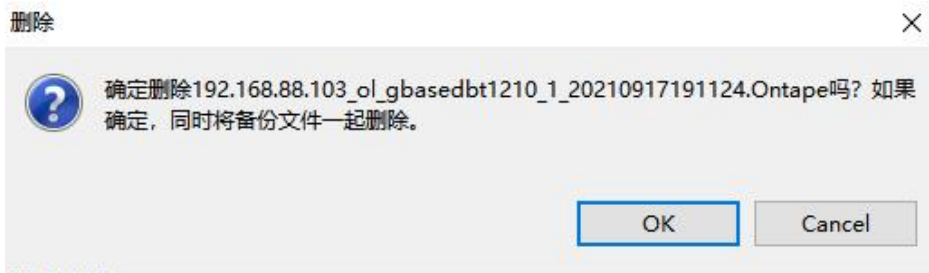 删除
确定删除192.168.88.103_ol_gbasedbt1210_1_20210917191124.Ontape吗？如果
确定，同时将备份文件一起删除。
OK
Cancel